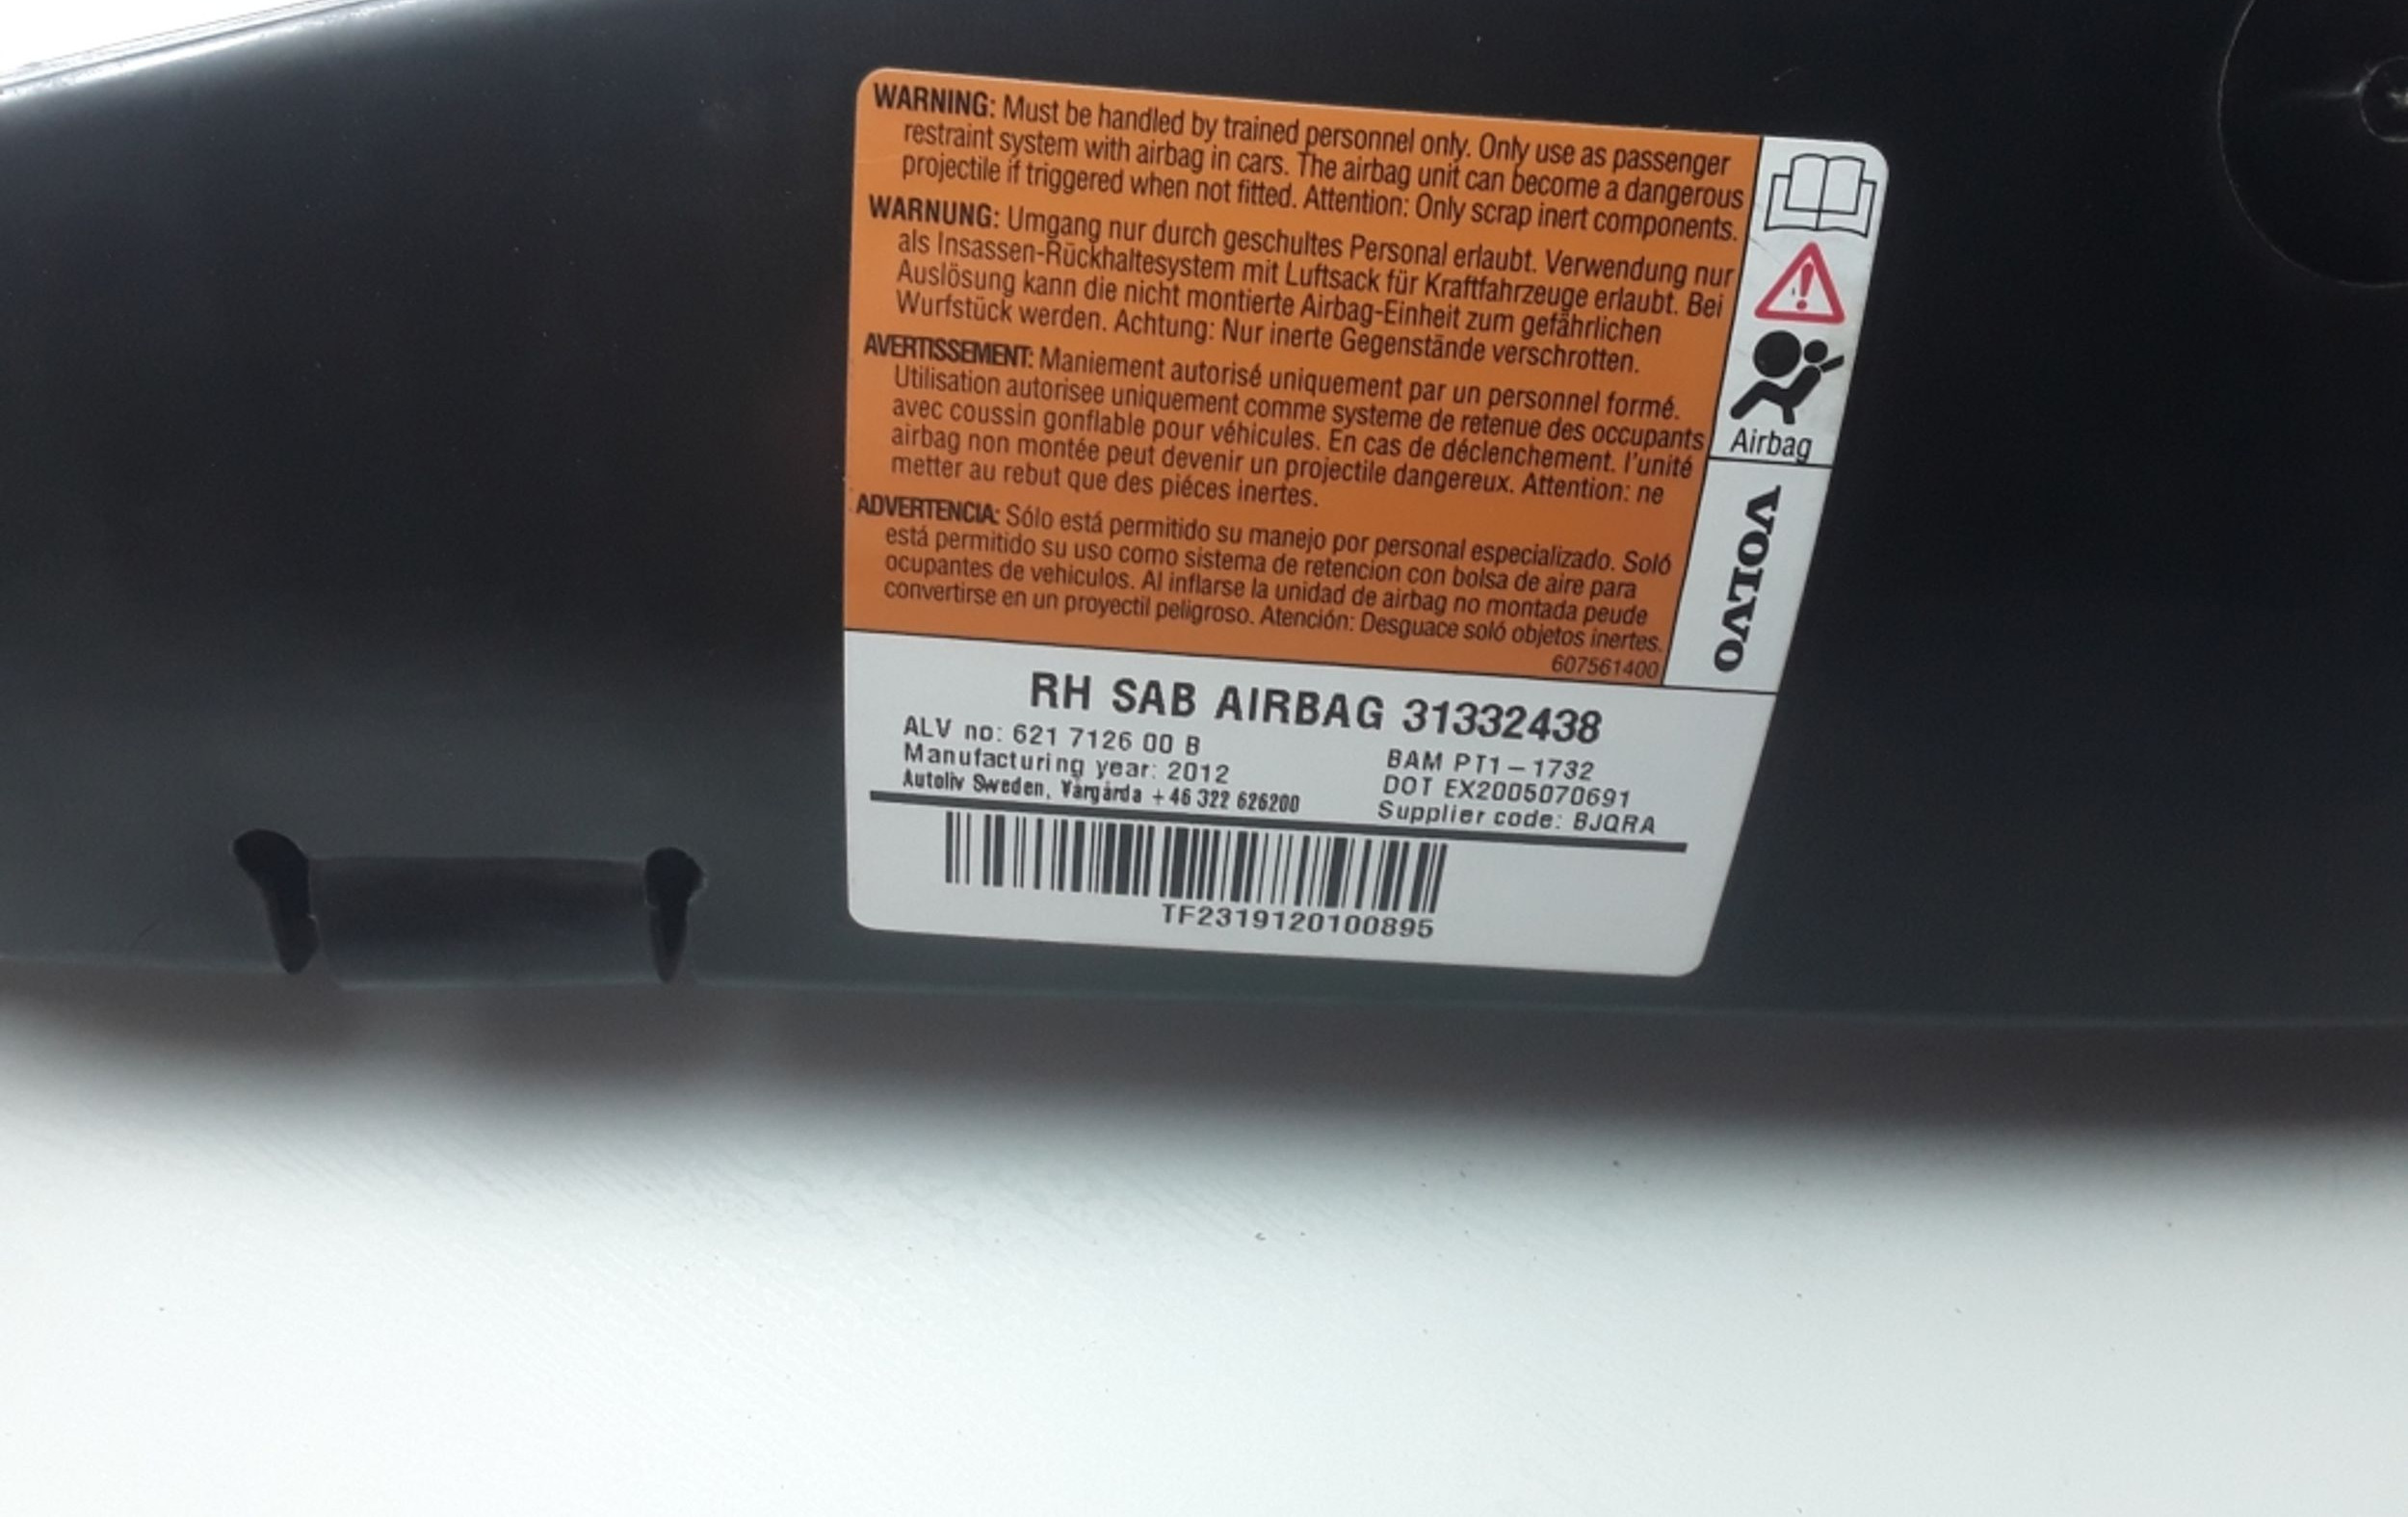 WARNING: Must be handled by trained personnel only. Only use as passenger
restraint system with airbag in cars. The airbag unit can become a dangerous
projectile if triggered when not fitted. Attention: Only scrap inert components.
WARNUNG: Umgang nur durch geschultes Personal erlaubt. Verwendung nur
als Insassen-Rückhaltesystem mit Luftsack für Kraftfahrzeuge erlaubt. Bei
Auslösung kann die nicht montierte Airbag-Einheit zum gefährlichen
Wurfstück werden. Achtung: Nur inerte Gegenstände verschrotten.
AVERTISSEMENT: Maniement autorisé uniquement par un personnel formé.
Utilisation autorisee uniquement comme systeme de retenue des occupants
avec coussin gonflable pour véhicules. En cas de déclenchement. l'unité
airbag non montée peut devenir un projectile dangereux. Attention: ne
metter au rebut que des piéces inertes.
ADVERTENCIA: Sólo está permitido su manejo por personal especializado. Soló
está permitido su uso como sistema de retencion con bolsa de aire para
ocupantes de vehiculos. Al inflarse la unidad de airbag no montada peude
convertirse en un proyectil peligroso. Atención: Desguace soló objetos inertes.
607561400
Airbag
VOLVO
RH SAB AIRBAG 31332438
ALV no: 621 7126 00 B
Manufacturing year: 2012
Autoliv Sweden, Vårgårda +46 322 626200
BAM PT1-1732
DOT EX2005070691
Supplier code: BJQRA
TF2319120100895